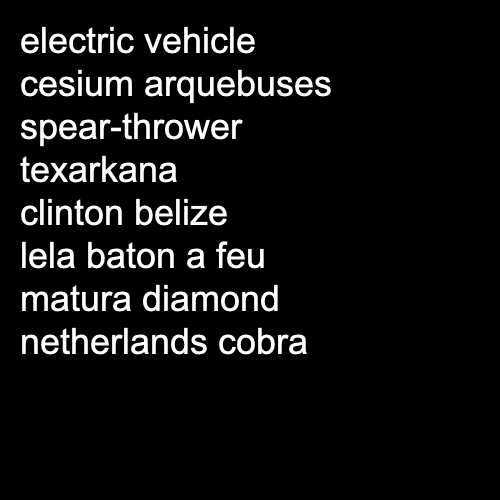 electric vehicle
cesium arquebuses
spear-thrower
texarkana
clinton belize
lela baton a feu
matura diamond
netherlands cobra